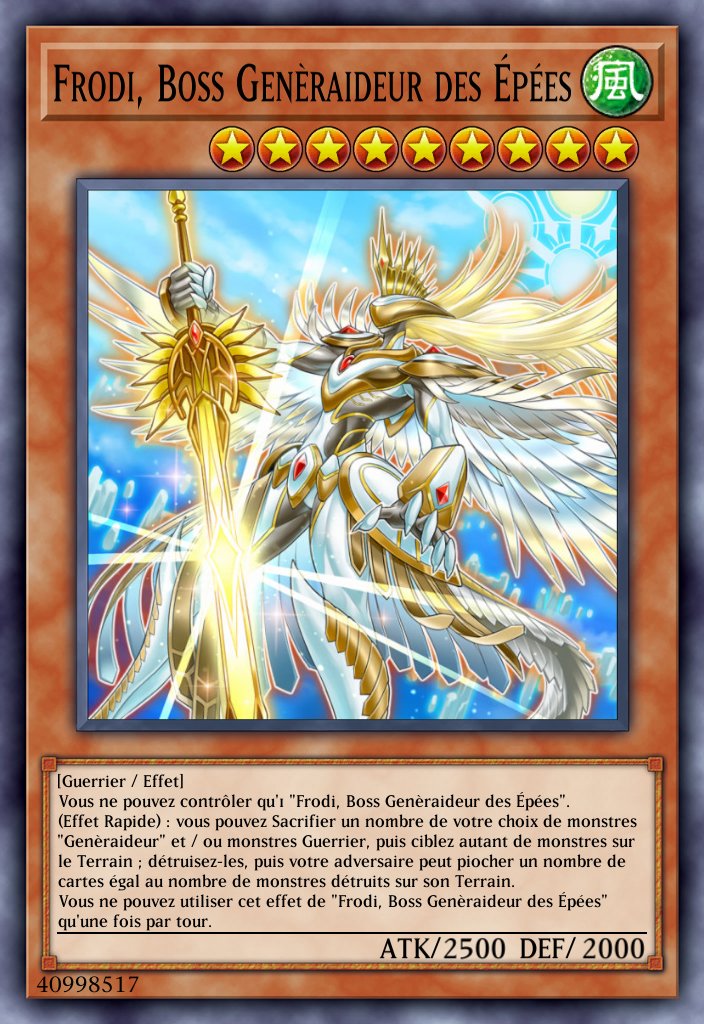 Frodi, Boss Genèraideur des Épées
風
[Guerrier / Effet]
Vous ne pouvez contrôler qu'1 "Frodi, Boss Genèraideur des Épées".
(Effet Rapide) : vous pouvez Sacrifier un nombre de votre choix de monstres
"Genèraideur" et / ou monstres Guerrier, puis ciblez autant de monstres sur
le Terrain ; détruisez-les, puis votre adversaire peut piocher un nombre de
cartes égal au nombre de monstres détruits sur son Terrain.
Vous ne pouvez utiliser cet effet de "Frodi, Boss Genèraideur des Épées"
qu'une fois par tour.
ATK/2500 DEF/2000
40998517